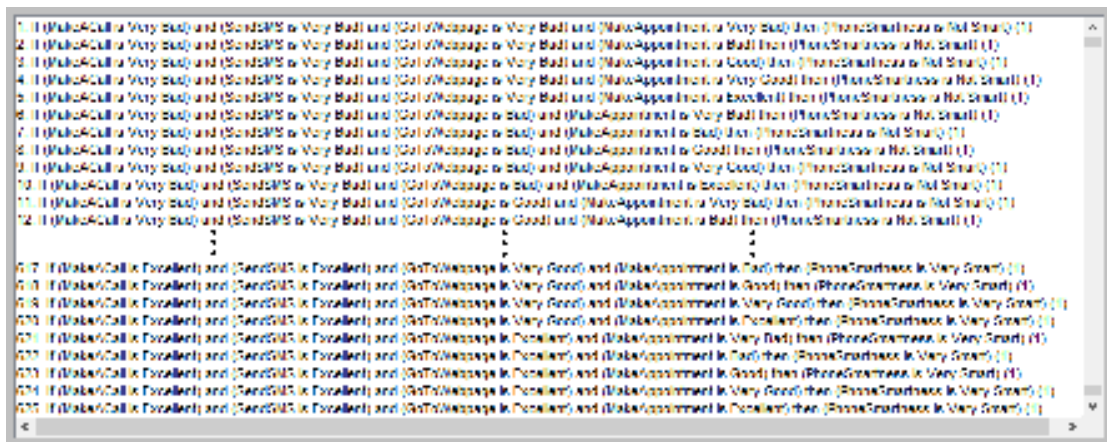 1. If (MakeACall is Very Bad) and (SendSMS is Very Bad) and (GoToWebpage is Very Bad) and (MakeAppointment is Very Bad) then (PhoneSmartness is Not Smart) (1)
2. If (MakeACall is Very Bad) and (SendSMS is Very Bad) and (GoToWebpage is Very Bad) and (MakeAppointment is Bad) then (PhoneSmartness is Not Smart) (1)
3. If (MakeACall is Very Bad) and (SendSMS is Very Bad) and (GoToWebpage is Very Bad) and (MakeAppointment is Good) then (PhoneSmartness is Not Smart) (1)
4. If (MakeACall is Very Bad) and (SendSMS is Very Bad) and (GoToWebpage is Very Bad) and (MakeAppointment is Very Good) then (PhoneSmartness is Not Smart) (1)
5. If (MakeACall is Very Bad) and (SendSMS is Very Bad) and (GoToWebpage is Very Bad) and (MakeAppointment is Excellent) then (PhoneSmartness is Not Smart) (1)
6. If (MakeACall is Very Bad) and (SendSMS is Very Bad) and (GoToWebpage is Bad) and (MakeAppointment is Very Bad) then (PhoneSmartness is Not Smart) (1)
7. If (MakeACall is Very Bad) and (SendSMS is Very Bad) and (GoToWebpage is Bad) and (MakeAppointment is Bad) then (PhoneSmartness is Not Smart) (1)
8. If (MakeACall is Very Bad) and (SendSMS is Very Bad) and (GoToWebpage is Bad) and (MakeAppointment is Good) then (PhoneSmartness is Not Smart) (1)
9. If (MakeACall is Very Bad) and (SendSMS is Very Bad) and (GoToWebpage is Bad) and (MakeAppointment is Very Good) then (PhoneSmartness is Not Smart) (1)
10. If (MakeACall is Very Bad) and (SendSMS is Very Bad) and (GoToWebpage is Bad) and (MakeAppointment is Excellent) then (PhoneSmartness is Not Smart) (1)
11. If (MakeACall is Very Bad) and (SendSMS is Very Bad) and (GoToWebpage is Good) and (MakeAppointment is Very Bad) then (PhoneSmartness is Not Smart) (1)
12. If (MakeACall is Very Bad) and (SendSMS is Very Bad) and (GoToWebpage is Good) and (MakeAppointment is Bad) then (PhoneSmartness is Not Smart) (1)
617. If (MakeACall is Excellent) and (SendSMS is Excellent) and (GoToWebpage is Very Good) and (MakeAppointment is Bad) then (PhoneSmartness is Very Smart) (1)
618. If (MakeACall is Excellent) and (SendSMS is Excellent) and (GoToWebpage is Very Good) and (MakeAppointment is Good) then (PhoneSmartness is Very Smart) (1)
619. If (MakeACall is Excellent) and (SendSMS is Excellent) and (GoToWebpage is Very Good) and (MakeAppointment is Very Good) then (PhoneSmartness is Very Smart) (1)
620. If (MakeACall is Excellent) and (SendSMS is Excellent) and (GoToWebpage is Very Good) and (MakeAppointment is Excellent) then (PhoneSmartness is Very Smart) (1)
621. If (MakeACall is Excellent) and (SendSMS is Excellent) and (GoToWebpage is Excellent) and (MakeAppointment is Very Bad) then (PhoneSmartness is Very Smart) (1)
622. If (MakeACall is Excellent) and (SendSMS is Excellent) and (GoToWebpage is Excellent) and (MakeAppointment is Bad) then (PhoneSmartness is Very Smart) (1)
623. If (MakeACall is Excellent) and (SendSMS is Excellent) and (GoToWebpage is Excellent) and (MakeAppointment is Good) then (PhoneSmartness is Very Smart) (1)
624. If (MakeACall is Excellent) and (SendSMS is Excellent) and (GoToWebpage is Excellent) and (MakeAppointment is Very Good) then (PhoneSmartness is Very Smart) (1)
625. If (MakeACall is Excellent) and (SendSMS is Excellent) and (GoToWebpage is Excellent) and (MakeAppointment is Excellent) then (PhoneSmartness is Very Smart) (1)